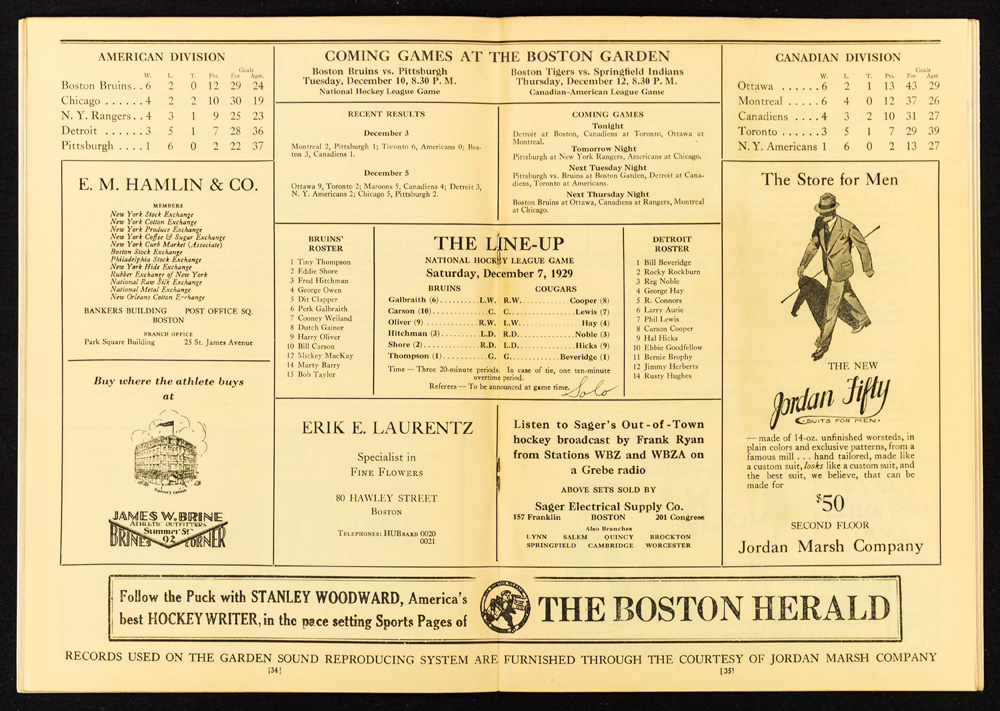 AMERICAN DIVISION
W. L. T. Pts. Goals For Agst.
Boston Bruins.. 6 2 0 12 29 24
Chicago ...... 4 2 2 10 30 19
N. Y. Rangers.. 4 3 1 9 25 23
Detroit ...... 3 5 1 7 28 36
Pittsburgh .... 1 6 0 2 22 37
E. M. HAMLIN & CO.
MEMBERS
New York Stock Exchange
New York Cotton Exchange
New York Produce Exchange
New York Coffee & Sugar Exchange
New York Curb Market (Associate)
Boston Stock Exchange
Philadelphia Stock Exchange
New York Hide Exchange
Rubber Exchange of New York
National Raw Silk Exchange
National Metal Exchange
New Orleans Cotton Exchange
BANKERS BUILDING POST OFFICE SQ.
BOSTON
BRANCH OFFICE
Park Square Building 25 St. James Avenue
Buy where the athlete buys
at
JAMES W. BRINE
ATHLETIC OUTFITTERS
Summer St
BRINE'S 92 CORNER
COMING GAMES AT THE BOSTON GARDEN
Boston Bruins vs. Pittsburgh
Tuesday, December 10, 8.30 P. M.
National Hockey League Game
Boston Tigers vs. Springfield Indians
Thursday, December 12, 8.30 P. M.
Canadian-American League Game
RECENT RESULTS
December 3
Montreal 2, Pittsburgh 1; Toronto 6, Americans 0; Bos-
ton 3, Canadiens 1.
December 5
Ottawa 9, Toronto 2; Maroons 5, Canadiens 4; Detroit 3,
N. Y. Americans 2; Chicago 5, Pittsburgh 2.
COMING GAMES
Tonight
Detroit at Boston, Canadiens at Toronto, Ottawa at
Montreal.
Tomorrow Night
Pittsburgh at New York Rangers, Americans at Chicago.
Next Tuesday Night
Pittsburgh vs. Bruins at Boston Garden, Detroit at Cana-
diens, Toronto at Americans.
Next Thursday Night
Boston Bruins at Ottawa, Canadiens at Rangers, Montreal
at Chicago.
BRUINS'
ROSTER
1 Tiny Thompson
2 Eddie Shore
3 Fred Hitchman
4 George Owen
5 Dit Clapper
6 Perk Galbraith
7 Cooney Weiland
8 Dutch Gainor
9 Harry Oliver
10 Bill Carson
12 Mickey MacKay
14 Marty Barry
15 Bob Taylor
THE LINE-UP
NATIONAL HOCKEY LEAGUE GAME
Saturday, December 7, 1929
BRUINS COUGARS
Galbraith (6)..........L.W. R.W..............Cooper (8)
Carson (10)..............C. C..................Lewis (7)
Oliver (9)..............R.W. L.W................Hay (4)
Hitchman (3)..........L.D. R.D..............Noble (3)
Shore (2)..............R.D. L.D..............Hicks (9)
Thompson (1)............G. G..............Beveridge (1)
Time — Three 20-minute periods. In case of tie, one ten-minute
overtime period.
Referees — To be announced at game time.
Solo
DETROIT
ROSTER
1 Bill Beveridge
2 Rocky Rockburn
3 Reg Noble
4 George Hay
5 R. Connors
6 Larry Aurie
7 Phil Lewis
8 Carson Cooper
9 Hal Hicks
10 Ebbie Goodfellow
11 Bernie Brophy
12 Jimmy Herberts
14 Rusty Hughes
ERIK E. LAURENTZ
Specialist in
FINE FLOWERS
80 HAWLEY STREET
BOSTON
TELEPHONES: HUBBARD 0020
0021
Listen to Sager's Out-of-Town
hockey broadcast by Frank Ryan
from Stations WBZ and WBZA on
a Grebe radio
ABOVE SETS SOLD BY
Sager Electrical Supply Co.
157 Franklin BOSTON 201 Congress
Also Branches
LYNN SALEM QUINCY BROCKTON
SPRINGFIELD CAMBRIDGE WORCESTER
CANADIAN DIVISION
W. L. T. Pts. Goals For Agst.
Ottawa ...... 6 2 1 13 43 29
Montreal ..... 6 4 0 12 37 26
Canadiens .... 4 3 2 10 31 27
Toronto ...... 3 5 1 7 29 39
N. Y. Americans 1 6 0 2 13 27
The Store for Men
THE NEW
Jordan Fifty
SUITS FOR MEN
— made of 14-oz. unfinished worsteds, in
plain colors and exclusive patterns, from a
famous mill . . . hand tailored, made like
a custom suit, looks like a custom suit, and
the best suit, we believe, that can be
made for
$50
SECOND FLOOR
Jordan Marsh Company
Follow the Puck with STANLEY WOODWARD, America's
best HOCKEY WRITER, in the pace setting Sports Pages of
THE BOSTON HERALD
RECORDS USED ON THE GARDEN SOUND REPRODUCING SYSTEM ARE FURNISHED THROUGH THE COURTESY OF JORDAN MARSH COMPANY
[34]
[35]